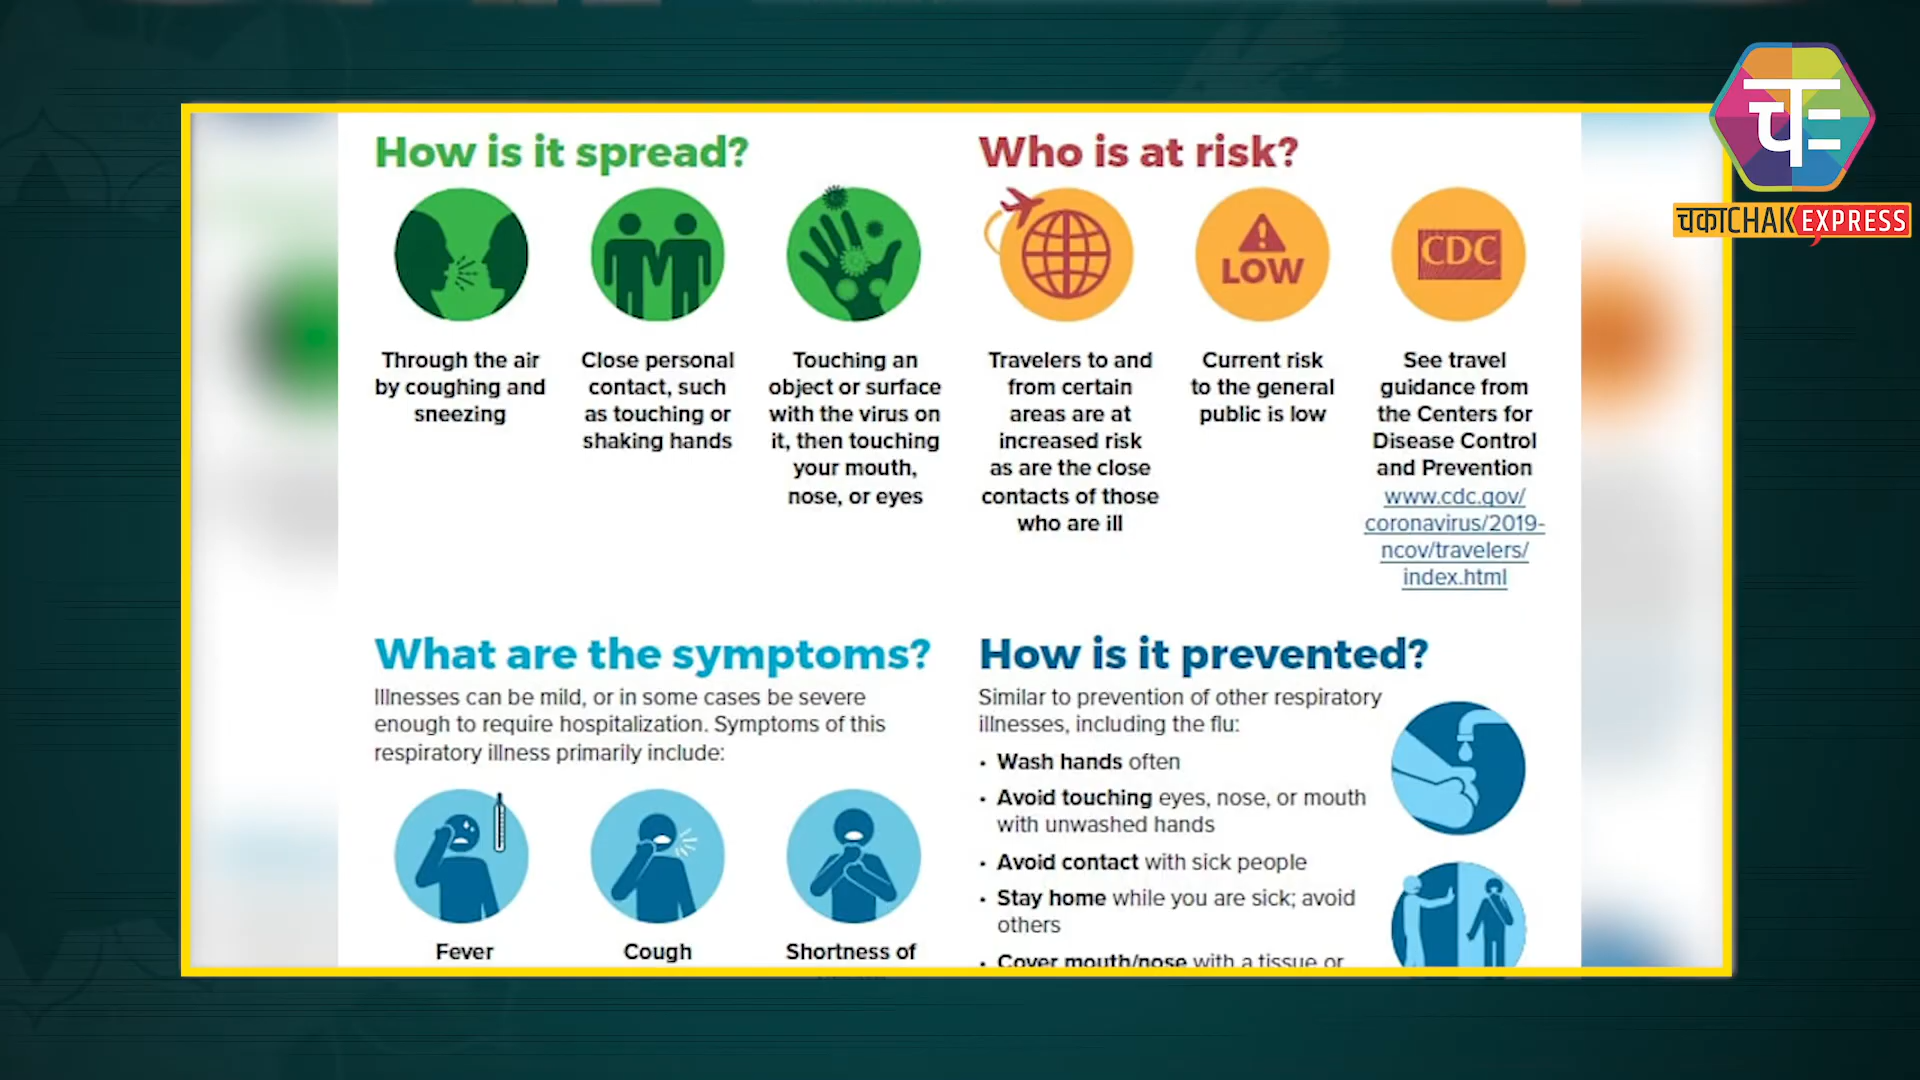 How is it spread?
Through the air
by coughing and
sneezing
Close personal
contact, such
as touching or
shaking hands
Touching an
object or surface
with the virus on
it, then touching
your mouth,
nose, or eyes
Who is at risk?
LOW
CDC
Travelers to and
from certain
areas are at
increased risk
as are the close
contacts of those
who are ill
Current risk
to the general
public is low
See travel
guidance from
the Centers for
Disease Control
and Prevention
www.cdc.gov/
coronavirus/2019-
ncov/travelers/
index.html
What are the symptoms?
Illnesses can be mild, or in some cases be severe
enough to require hospitalization. Symptoms of this
respiratory illness primarily include:
Fever
Cough
Shortness of
How is it prevented?
Similar to prevention of other respiratory
illnesses, including the flu:
• Wash hands often
• Avoid touching eyes, nose, or mouth
with unwashed hands
• Avoid contact with sick people
• Stay home while you are sick; avoid
others
• Cover mouth/nose with a tissue or
चE
चकाCHAK EXPRESS